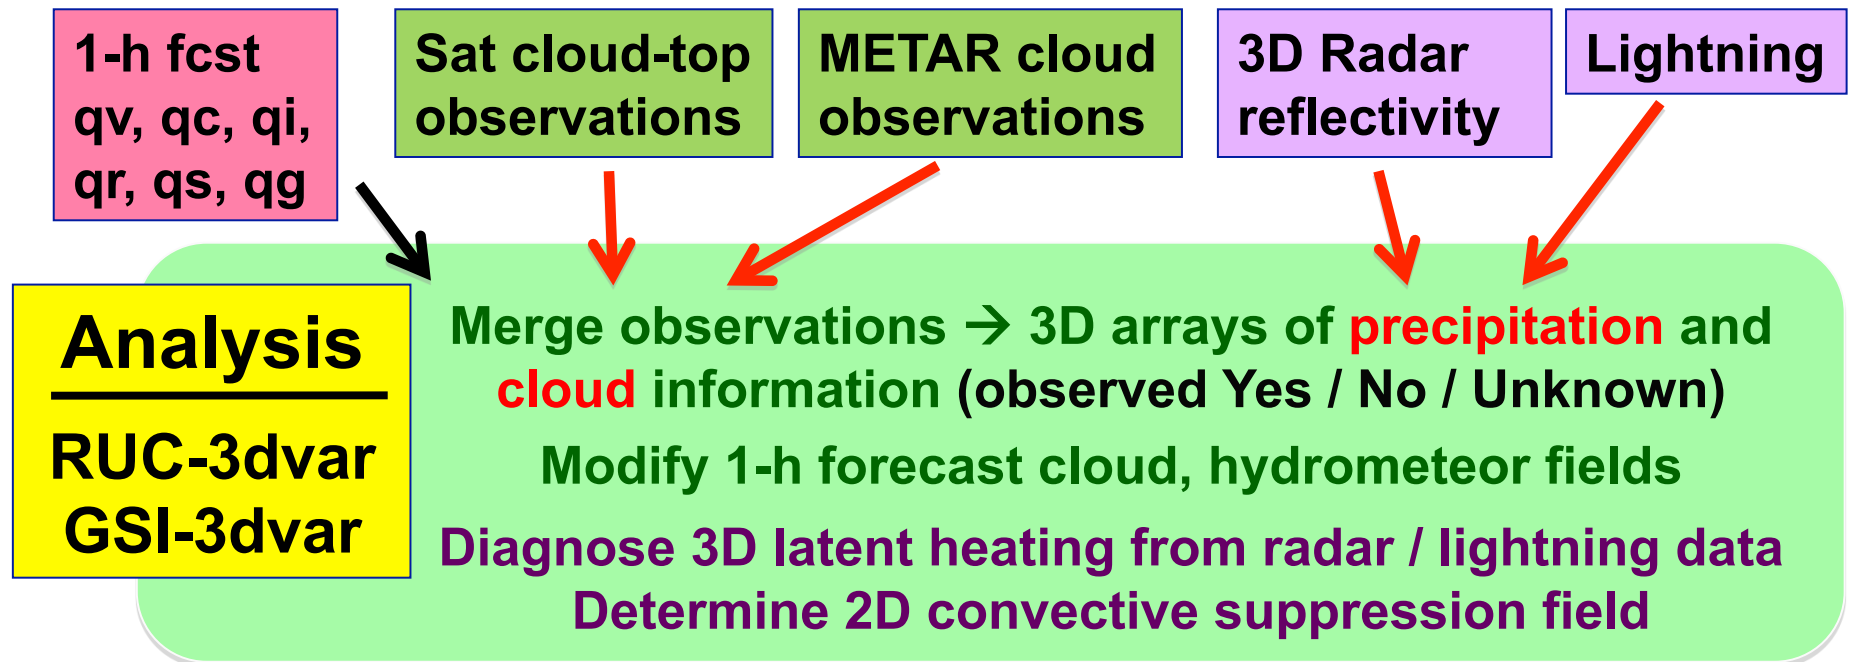 1-h fcst
qv, qc, qi,
qr, qs, qg
Sat cloud-top
observations
METAR cloud
observations
3D Radar
reflectivity
Lightning
Analysis
RUC-3dvar
GSI-3dvar
Merge observations → 3D arrays of precipitation and
cloud information (observed Yes / No / Unknown)
Modify 1-h forecast cloud, hydrometeor fields
Diagnose 3D latent heating from radar / lightning data
Determine 2D convective suppression field